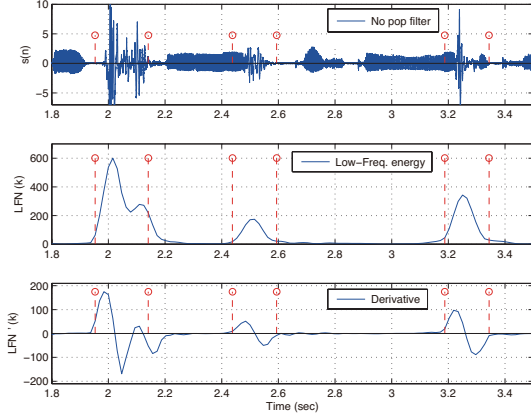 10
5
0
−5
s(n)
No pop filter
1.8 2 2.2 2.4 2.6 2.8 3 3.2 3.4
600
400
200
0
LFN (k)
Low−Freq. energy
1.8 2 2.2 2.4 2.6 2.8 3 3.2 3.4
200
100
0
−100
−200
LFN ' (k)
Derivative
1.8 2 2.2 2.4 2.6 2.8 3 3.2 3.4
Time (sec)